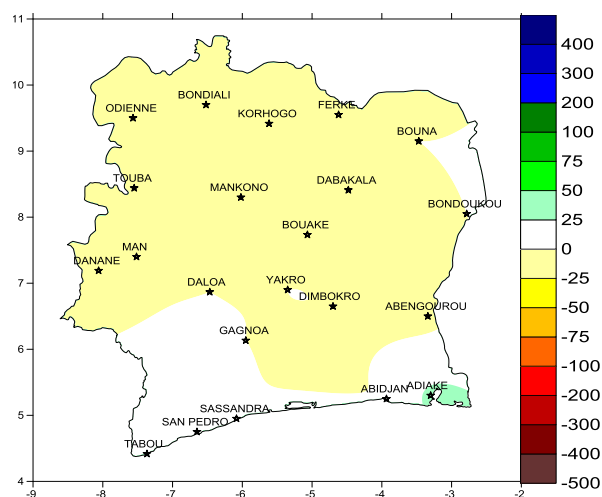 11
10
9
8
7
6
5
4
-9
-8
-7
-6
-5
-4
-3
-2
ODIENNE
BONDIALI
KORHOGO
FERKE
BOUNA
TOUBA
MANKONO
DABAKALA
BONDOUKOU
BOUAKE
MAN
DANANE
DALOA
YAKRO
DIMBOKRO
ABENGOUROU
GAGNOA
ABIDJAN
ADIAKE
SASSANDRA
SAN PEDRO
TABOU
400
300
200
100
75
50
25
0
-25
-50
-75
-100
-200
-300
-400
-500